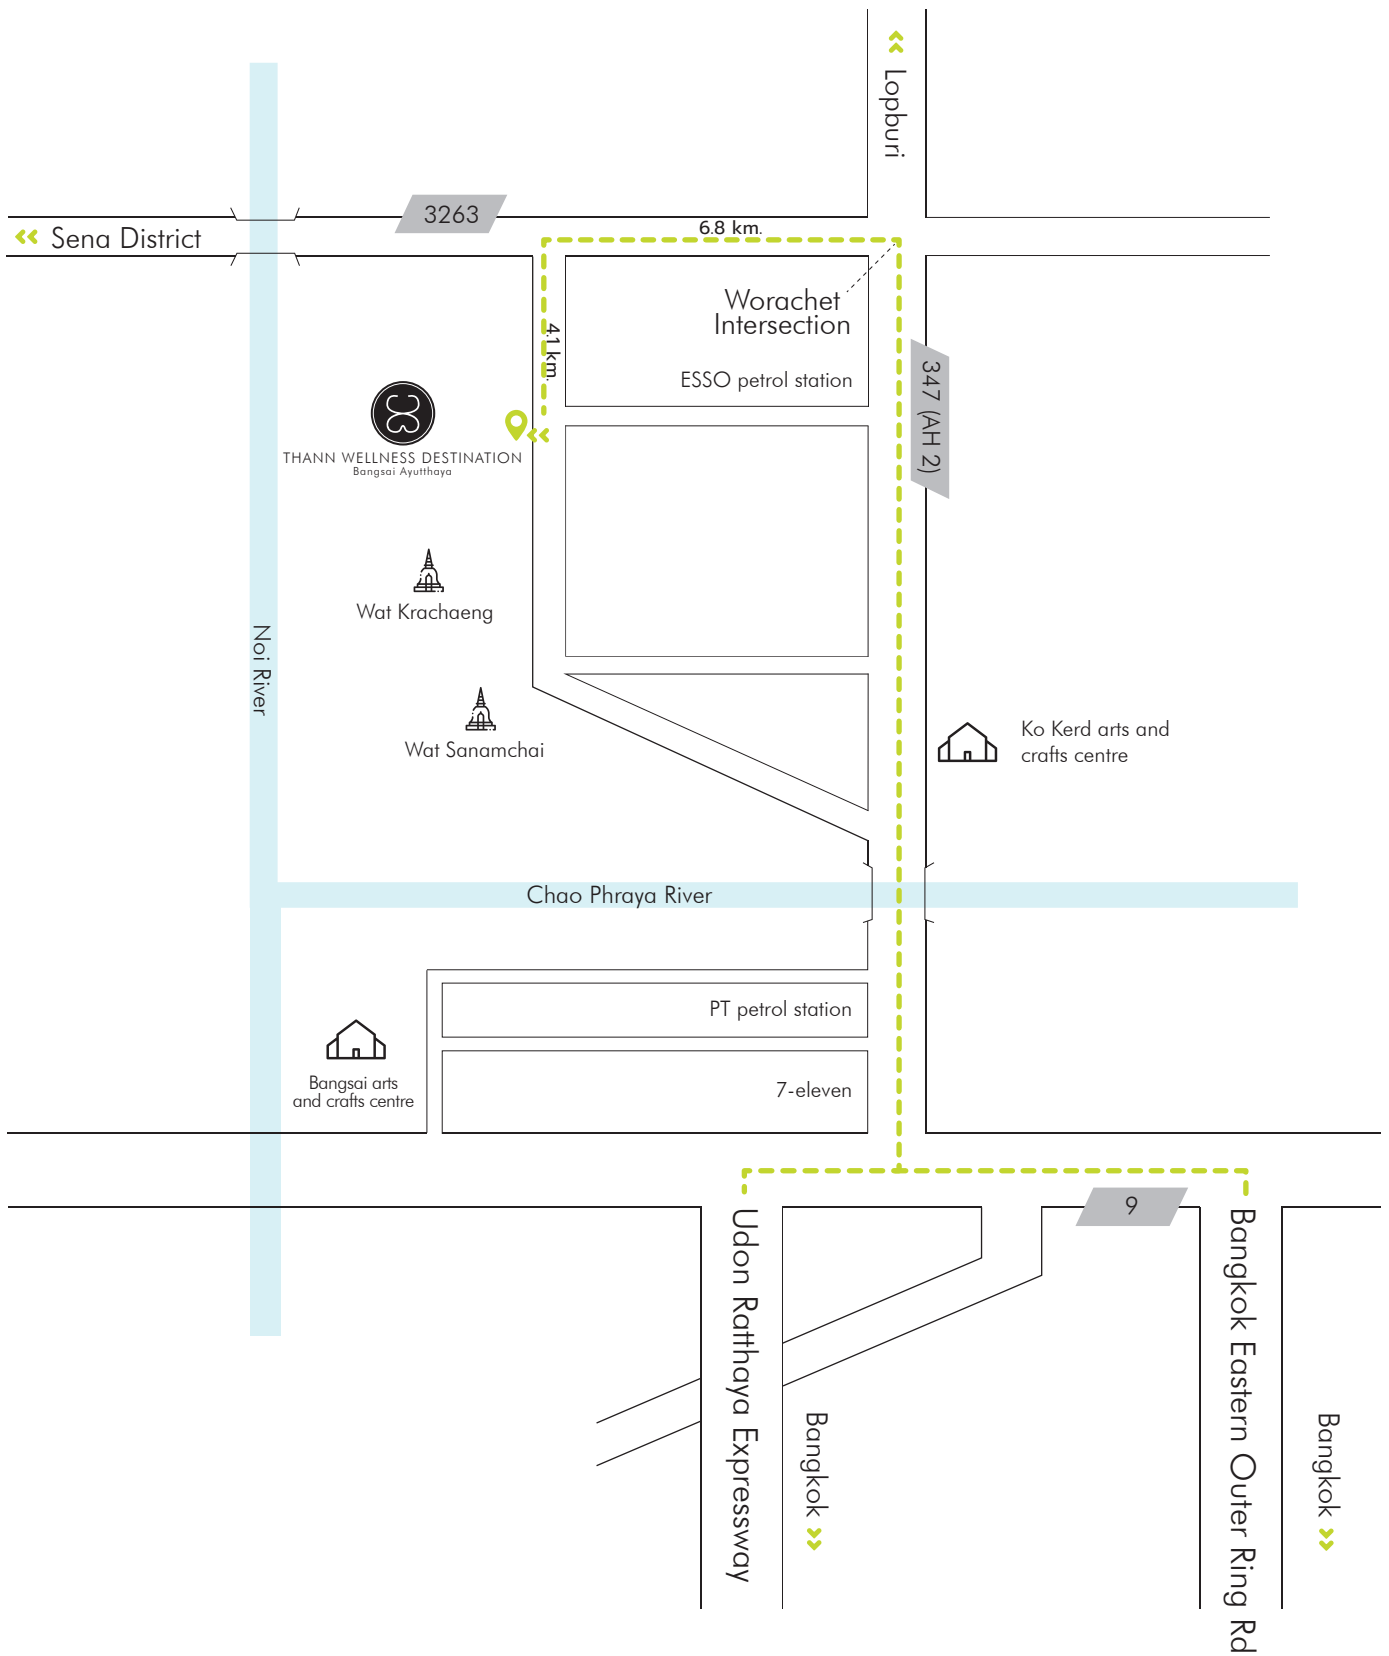 Lopburi
3263
6.8 km.
Sena District
Worachet
Intersection
4.1 km.
347 (AH 2)
ESSO petrol station
THANN WELLNESS DESTINATION
Bangsai Ayutthaya
Wat Krachaeng
Noi River
Wat Sanamchai
Ko Kerd arts and
crafts centre
Chao Phraya River
PT petrol station
Bangsai arts
and crafts centre
7-eleven
9
Udon Ratthaya Expressway
Bangkok
Bangkok Eastern Outer Ring Rd
Bangkok